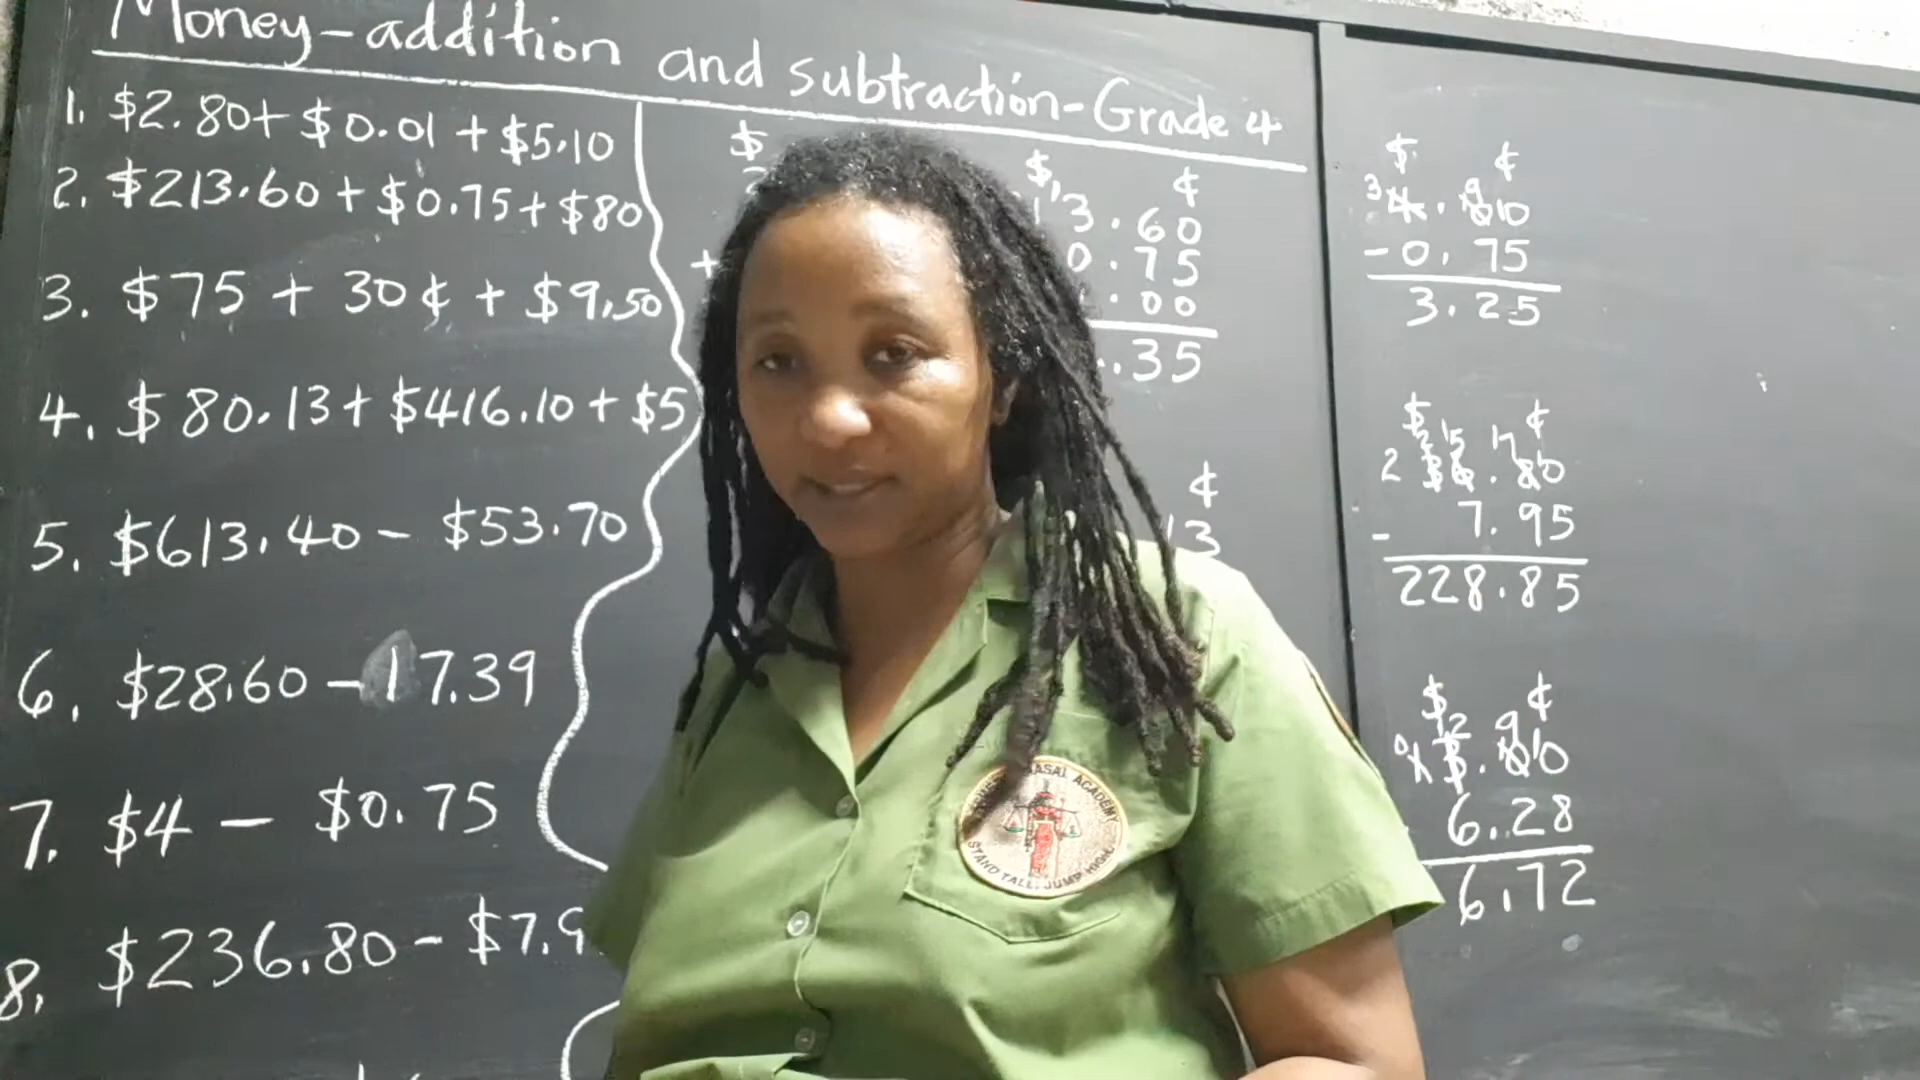 Money-addition and subtraction-Grade 4
1. $2.80+ $0.01 + $5.10
2. $213.60 + $0.75 + $80
3. $75 + 30¢ + $9.50
4. $80.13 + $416.10 + $5
5. $613.40 - $53.70
6. $28.60 - 17.39
7. $4 - $0.75
8. $236.80 - $7.9
$
+
$ ¢
13.60
0.75
.00
.35
¢
13
$ ¢
-0.75
3.25
$ ¢
- 7.95
228.85
$ ¢
6.28
6.72
ACADEMY
STAND TALL, JUMP HIGH